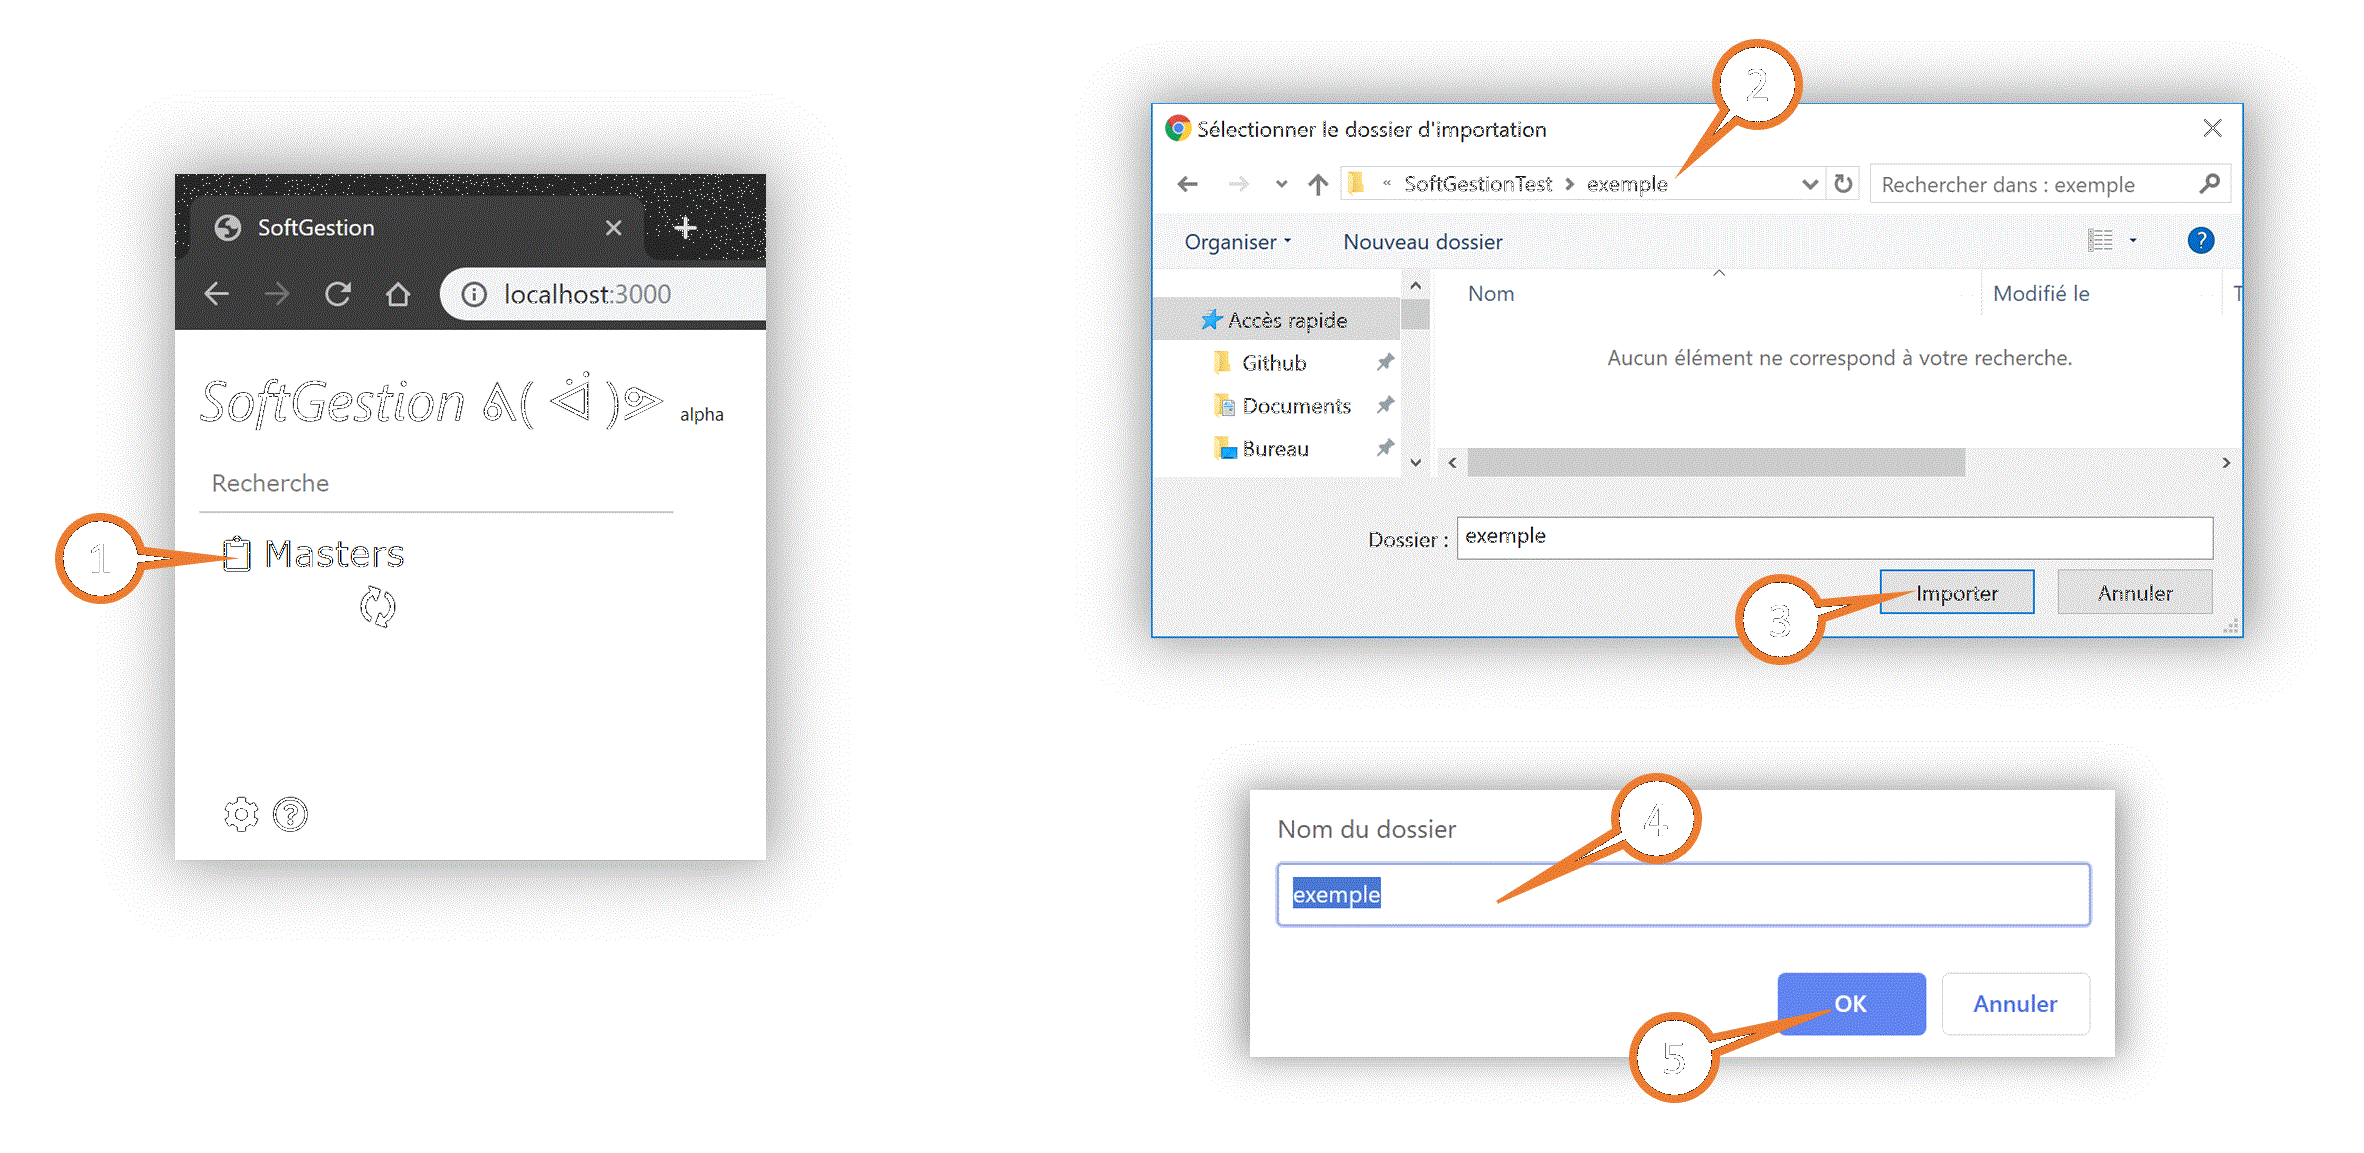 SoftGestion
localhost:3000
SoftGestion ᕕ( ᐛ )ᕗ alpha
Recherche
1
Masters
2
Sélectionner le dossier d'importation
« SoftGestionTest > exemple
Rechercher dans : exemple
Organiser
Nouveau dossier
?
Nom
Modifié le
T
Accès rapide
Github
Documents
Bureau
Aucun élément ne correspond à votre recherche.
Dossier :
exemple
3
Importer
Annuler
4
Nom du dossier
exemple
5
OK
Annuler